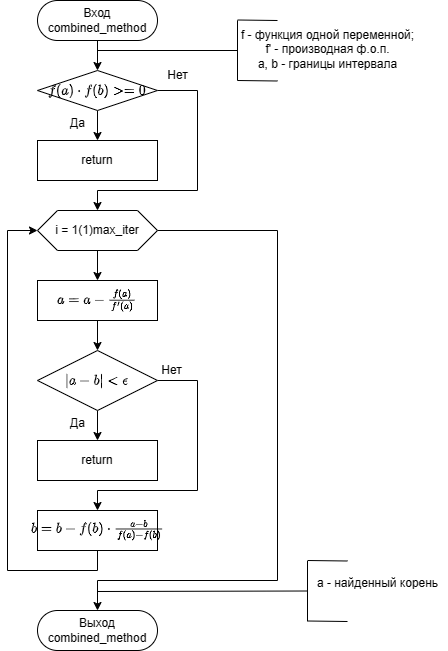 Вход
combined_method
f - функция одной переменной;
f' - производная ф.о.п.
a, b - границы интервала
f(a) · f(b) >= 0
Нет
Да
return
i = 1(1)max_iter
a = a − f(a)/f′(a)
|a − b| < ϵ
Нет
Да
return
b = b − f(b) · a−b/f(a)−f(b)
a - найденный корень
Выход
combined_method